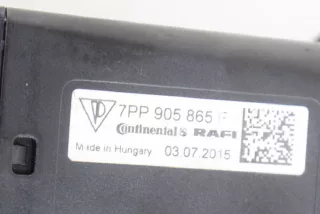 7PP 905 865 F
Continental RAFI
Made in Hungary 03.07.2015